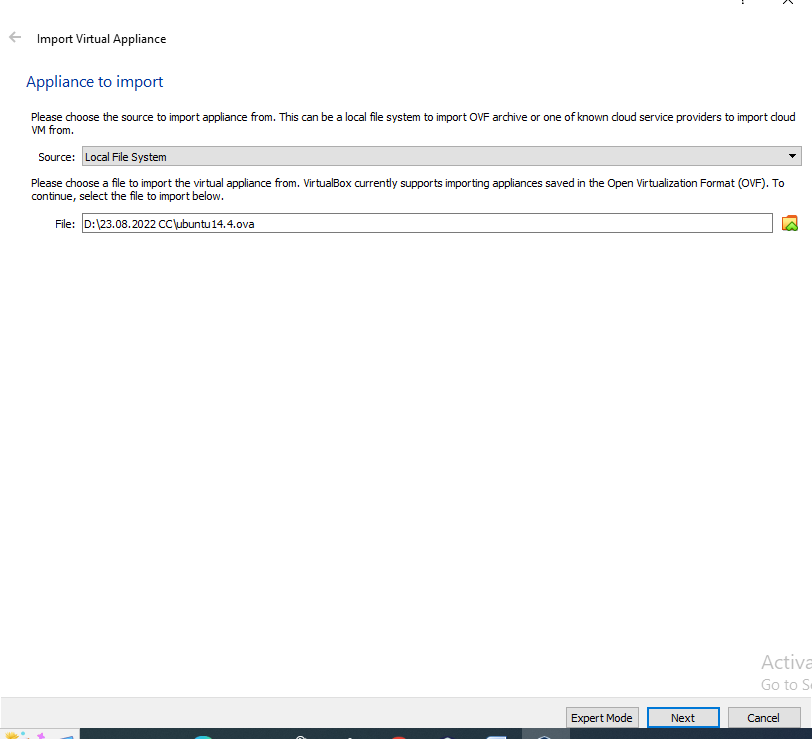 Import Virtual Appliance
Appliance to import
Please choose the source to import appliance from. This can be a local file system to import OVF archive or one of known cloud service providers to import cloud
VM from.
Source: Local File System
Please choose a file to import the virtual appliance from. VirtualBox currently supports importing appliances saved in the Open Virtualization Format (OVF). To
continue, select the file to import below.
File: D:\23.08.2022 CC\ubuntu14.4.ova
Go to
Expert Mode Next Cancel